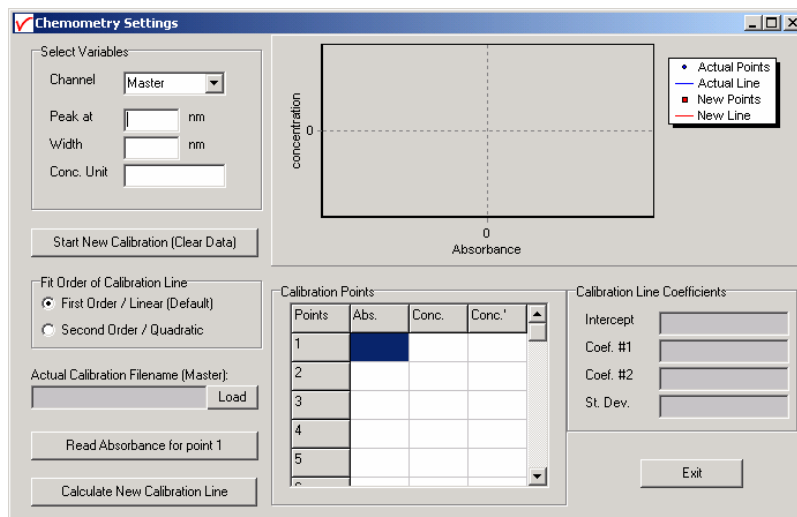 Chemometry Settings
Select Variables
Channel Master
Peak at nm
Width nm
Conc. Unit
Start New Calibration (Clear Data)
Fit Order of Calibration Line
First Order / Linear (Default)
Second Order / Quadratic
Actual Calibration Filename (Master):
Load
Read Absorbance for point 1
Calculate New Calibration Line
concentration
0
0
Absorbance
Actual Points
Actual Line
New Points
New Line
Calibration Points
Points Abs. Conc. Conc.'
1
2
3
4
5
6
Calibration Line Coefficients
Intercept
Coef. #1
Coef. #2
St. Dev.
Exit